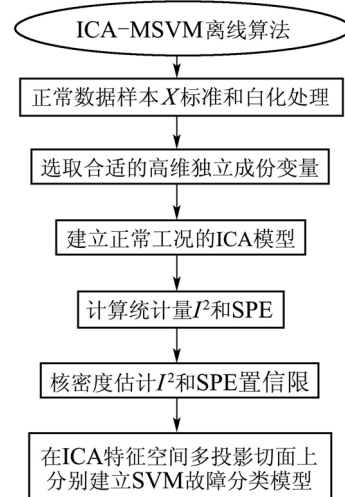 ICA-MSVM离线算法
正常数据样本X标准和白化处理
选取合适的高维独立成份变量
建立正常工况的ICA模型
计算统计量I²和SPE
核密度估计I²和SPE置信限
在ICA特征空间多投影切面上
分别建立SVM故障分类模型